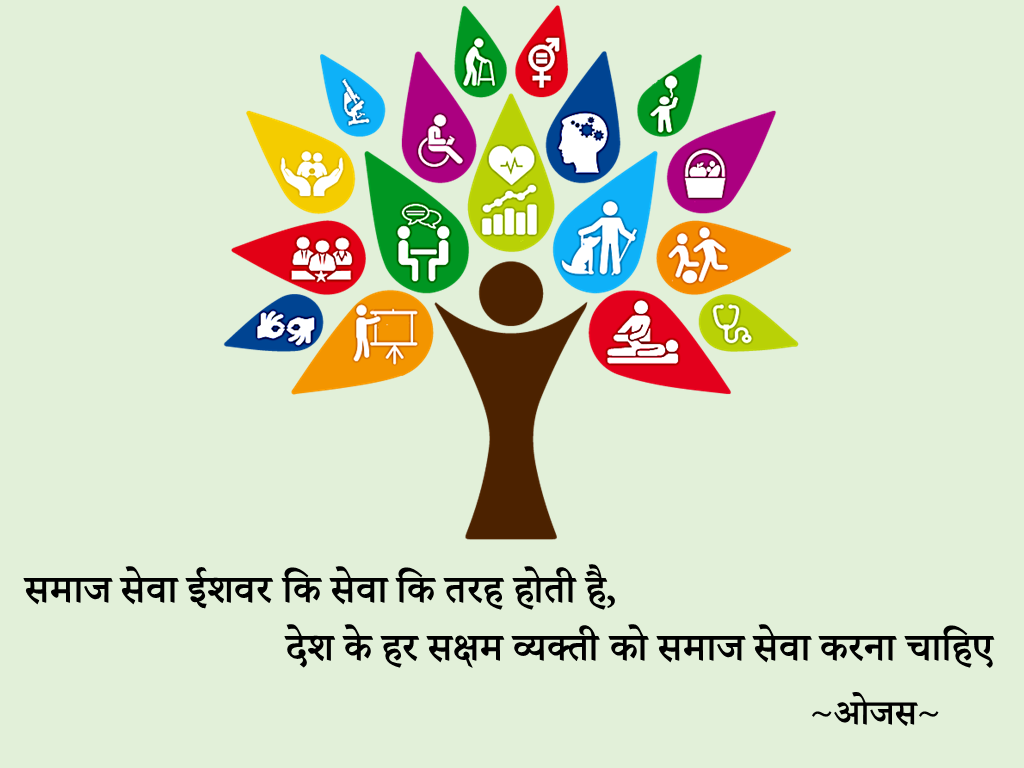 समाज सेवा ईशवर कि सेवा कि तरह होती है,
देश के हर सक्षम व्यक्ती को समाज सेवा करना चाहिए
~ओजस~